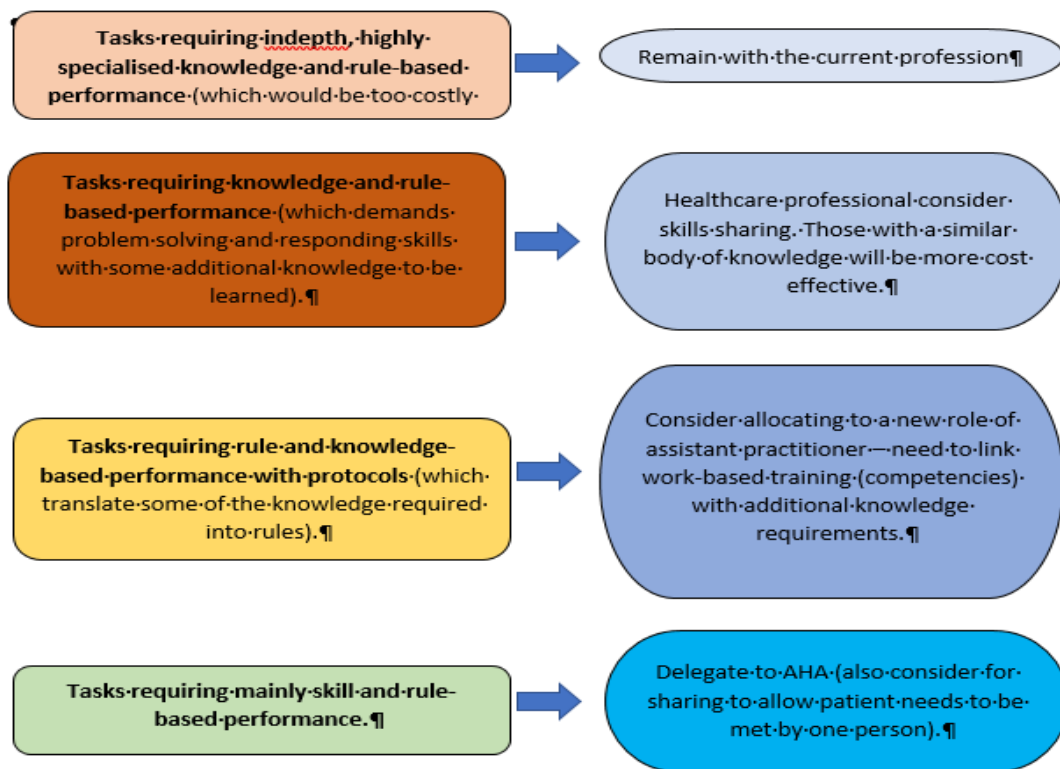 Tasks·requiring·indepth,·highly·
specialised·knowledge·and·rule-based·
performance·(which·would·be·too·costly·
Remain·with·the·current·profession¶
Tasks·requiring·knowledge·and·rule-
based·performance·(which·demands·
problem·solving·and·responding·skills·
with·some·additional·knowledge·to·be·
learned).¶
Healthcare·professional·consider·
skills·sharing.·Those·with·a·similar·
body·of·knowledge·will·be·more·cost·
effective.¶
Tasks·requiring·rule·and·knowledge-
based·performance·with·protocols·(which·
translate·some·of·the·knowledge·required·
into·rules).¶
Consider·allocating·to·a·new·role·of·
assistant·practitioner·–·need·to·link·
work-based·training·(competencies)·
with·additional·knowledge·
requirements.¶
Tasks·requiring·mainly·skill·and·rule-
based·performance.¶
Delegate·to·AHA·(also·consider·for·
sharing·to·allow·patient·needs·to·be·
met·by·one·person).¶